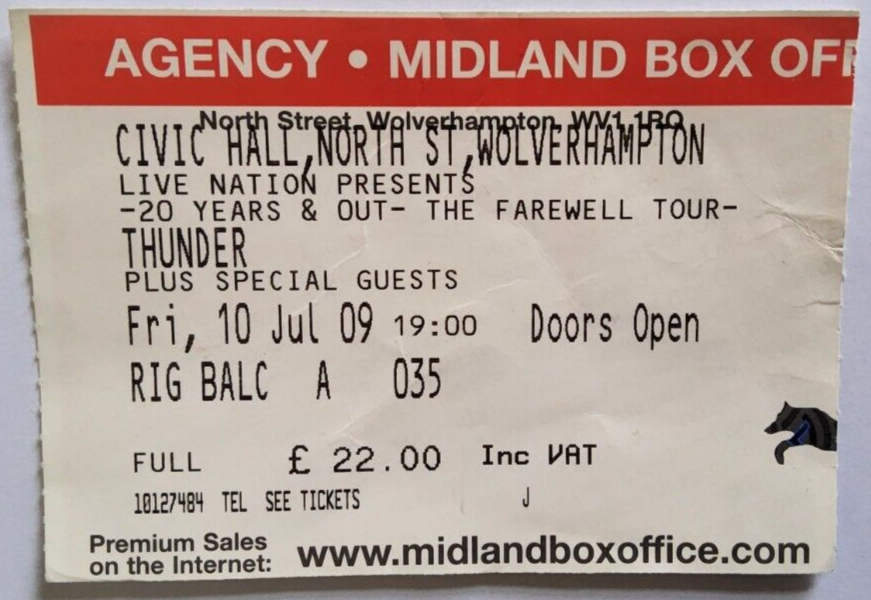 AGENCY • MIDLAND BOX OFF
North Street, Wolverhampton, WV1 1RQ
CIVIC HALL,NORTH ST,WOLVERHAMPTON
LIVE NATION PRESENTS
-20 YEARS & OUT- THE FAREWELL TOUR-
THUNDER
PLUS SPECIAL GUESTS
Fri, 10 Jul 09 19:00 Doors Open
RIG BALC A 035
FULL £ 22.00 Inc VAT
10127484 TEL SEE TICKETS J
Premium Sales
on the Internet: www.midlandboxoffice.com